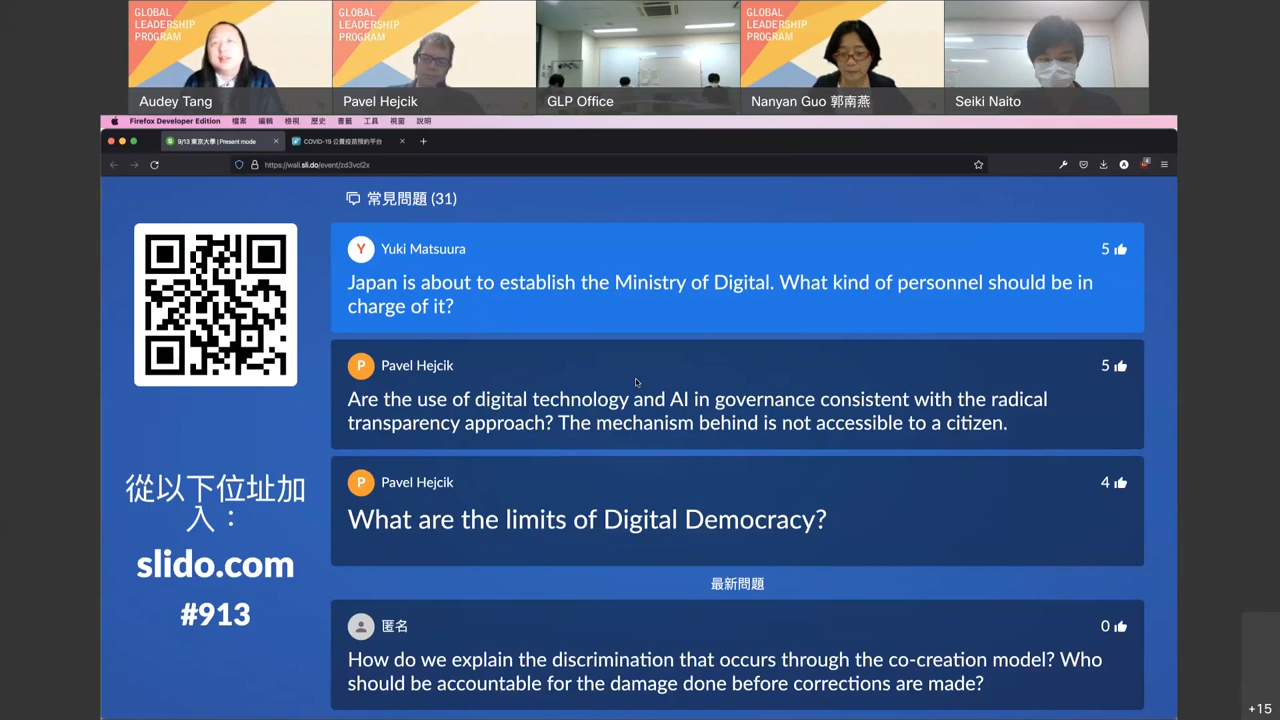 GLOBAL
LEADERSHIP
PROGRAM
GLOBAL
LEADERSHIP
PROGRAM
GLOBAL
LEADERSHIP
PROGRAM
Audey Tang
Pavel Hejcik
GLP Office
Nanyan Guo 郭南燕
Seiki Naito
Firefox Developer Edition 檔案 編輯 檢視 歷史 書籤 工具 視窗 說明
9/13 東京大學 | Present mode
COVID-19 公費疫苗預約平台
https://wall.sli.do/event/zd3vcl2x
常見問題 (31)
Y Yuki Matsuura 5
Japan is about to establish the Ministry of Digital. What kind of personnel should be in
charge of it?
P Pavel Hejcik 5
Are the use of digital technology and AI in governance consistent with the radical
transparency approach? The mechanism behind is not accessible to a citizen.
P Pavel Hejcik 4
What are the limits of Digital Democracy?
最新問題
匿名 0
How do we explain the discrimination that occurs through the co-creation model? Who
should be accountable for the damage done before corrections are made?
從以下位址加
入：
slido.com
#913
+15